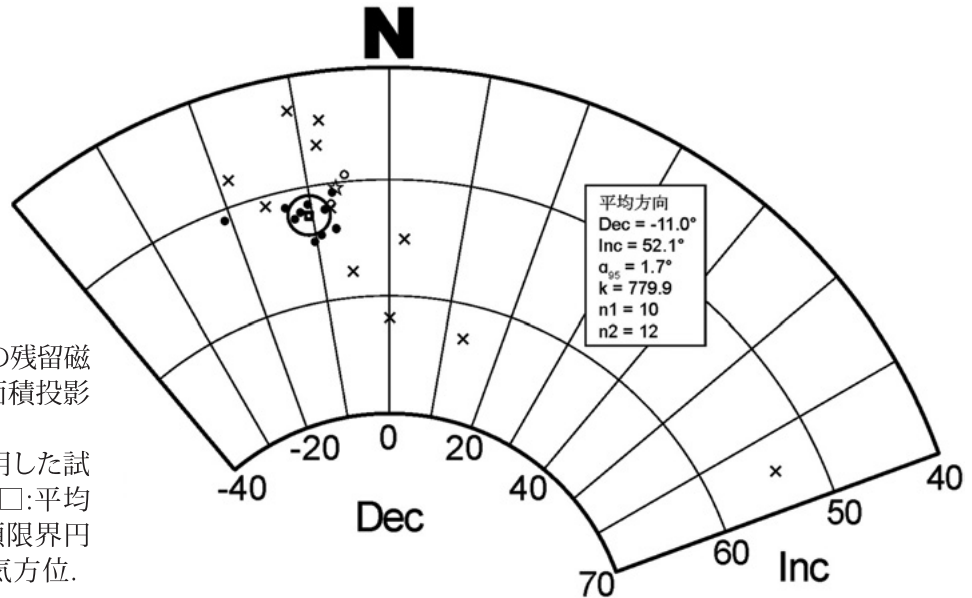 N
平均方向
Dec = -11.0°
Inc = 52.1°
α₉₅ = 1.7°
k = 779.9
n1 = 10
n2 = 12
の残留磁
面積投影
用した試
□:平均
頼限界円
気方位.
-40
-20
0
20
40
Dec
70
60
50
40
Inc